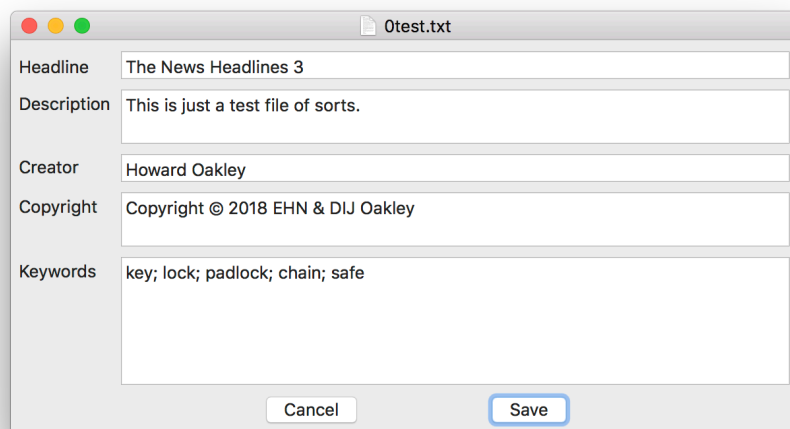 0test.txt
Headline The News Headlines 3
Description This is just a test file of sorts.
Creator Howard Oakley
Copyright Copyright © 2018 EHN & DIJ Oakley
Keywords key; lock; padlock; chain; safe
Cancel Save